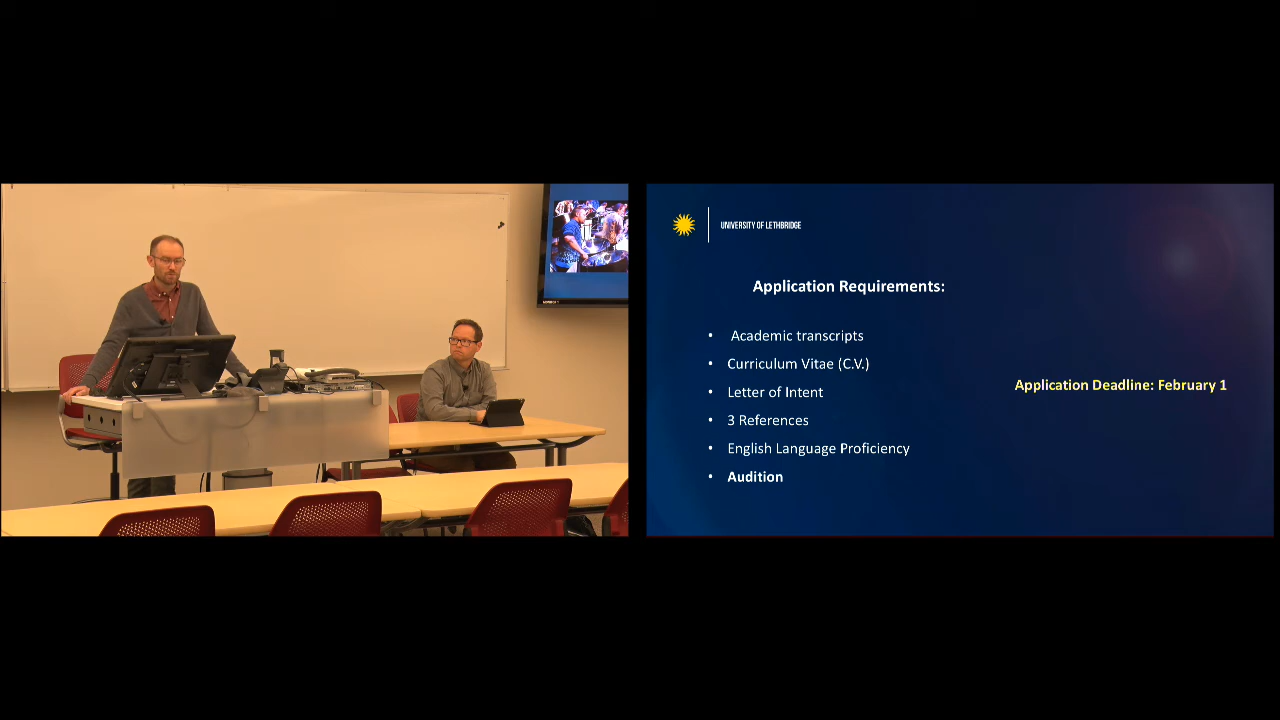 UNIVERSITY OF LETHBRIDGE
Application Requirements:
• Academic transcripts
• Curriculum Vitae (C.V.)
• Letter of Intent
• 3 References
• English Language Proficiency
• Audition
Application Deadline: February 1